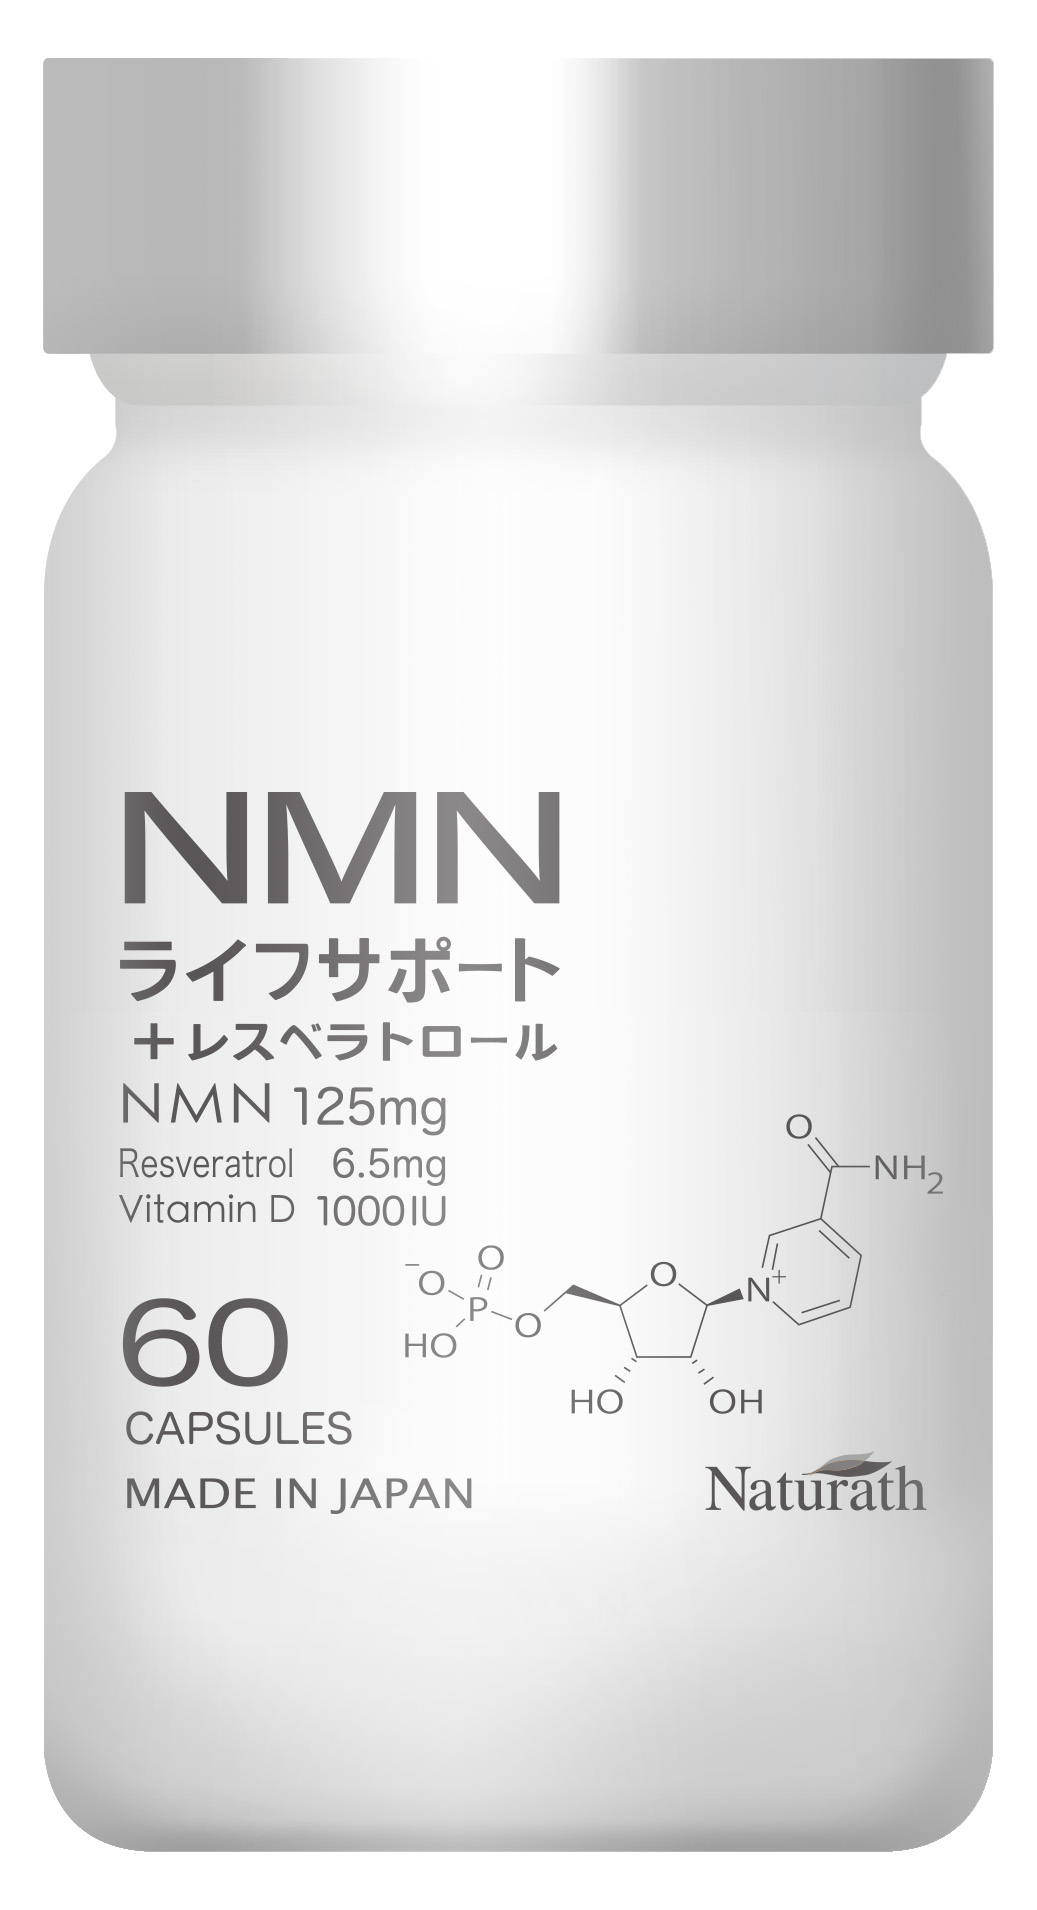 NMN
ライフサポート
+レスベラトロール
NMN 125mg
Resveratrol 6.5mg
Vitamin D 1000IU
O
NH2
N+
O
O
P
-O
O
HO
HO
OH
60
CAPSULES
MADE IN JAPAN
Naturath